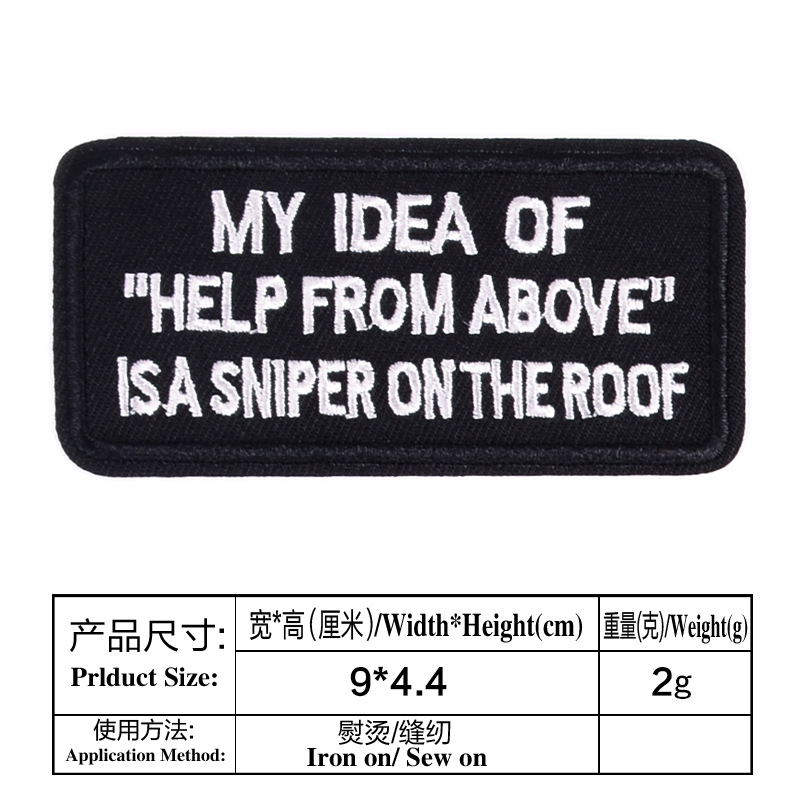 MY IDEA OF
"HELP FROM ABOVE"
IS A SNIPER ON THE ROOF
产品尺寸:
Prlduct Size:
宽*高(厘米)/Width*Height(cm)
重量(克)/Weight(g)
9*4.4
2g
使用方法:
Application Method:
熨烫/缝纫
Iron on/ Sew on